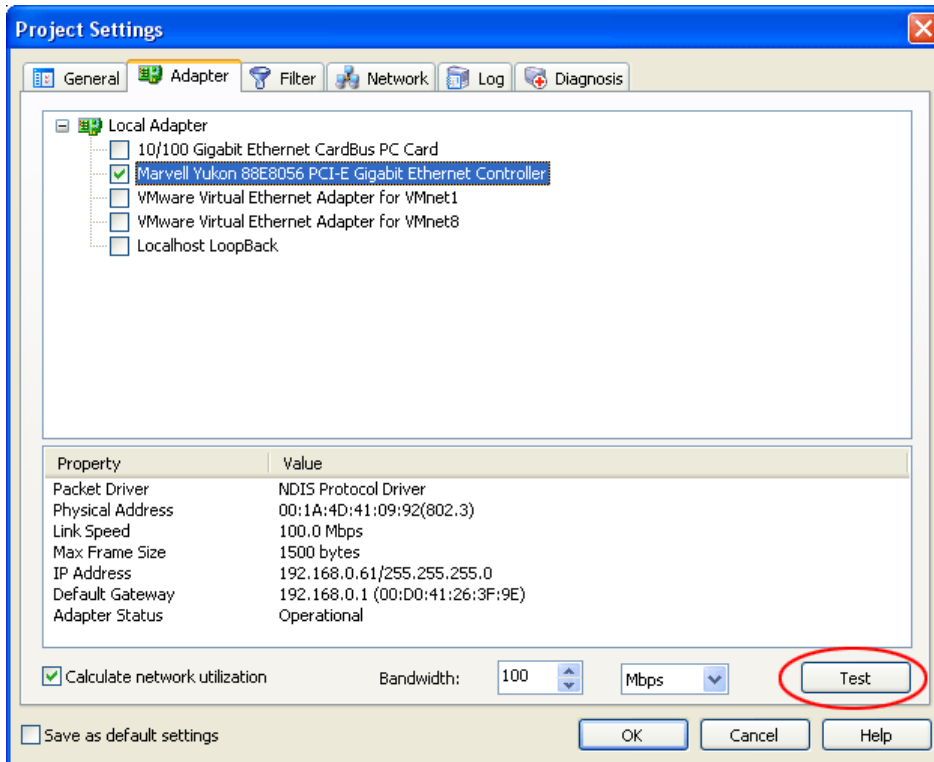 Project Settings
General Adapter Filter Network Log Diagnosis
Local Adapter
10/100 Gigabit Ethernet CardBus PC Card
Marvell Yukon 88E8056 PCI-E Gigabit Ethernet Controller
VMware Virtual Ethernet Adapter for VMnet1
VMware Virtual Ethernet Adapter for VMnet8
Localhost LoopBack
Property Value
Packet Driver NDIS Protocol Driver
Physical Address 00:1A:4D:41:09:92(802.3)
Link Speed 100.0 Mbps
Max Frame Size 1500 bytes
IP Address 192.168.0.61/255.255.255.0
Default Gateway 192.168.0.1 (00:D0:41:26:3F:9E)
Adapter Status Operational
Calculate network utilization Bandwidth: 100 Mbps Test
Save as default settings OK Cancel Help